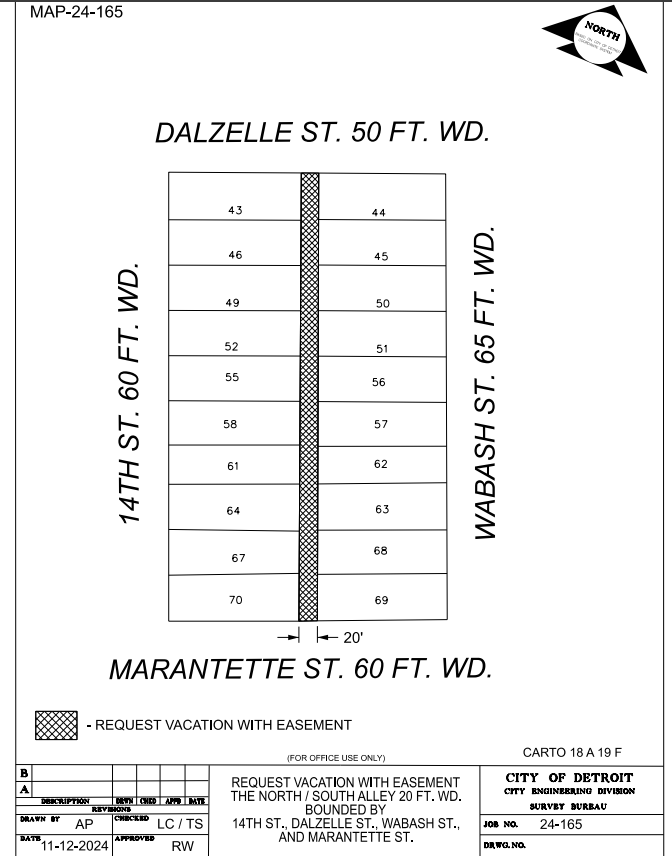 MAP-24-165
NORTH
DALZELLE ST. 50 FT. WD.
14TH ST. 60 FT. WD.
WABASH ST. 65 FT. WD.
43 44
46 45
49 50
52 51
55 56
58 57
61 62
64 63
67 68
70 69
20'
MARANTETTE ST. 60 FT. WD.
- REQUEST VACATION WITH EASEMENT
(FOR OFFICE USE ONLY)
CARTO 18 A 19 F
B
A
DESCRIPTION DRWN CHKD APPD DATE
REVISIONS
DRAWN BY AP CHECKED LC / TS
DATE 11-12-2024 APPROVED RW
REQUEST VACATION WITH EASEMENT
THE NORTH / SOUTH ALLEY 20 FT. WD.
BOUNDED BY
14TH ST., DALZELLE ST., WABASH ST.,
AND MARANTETTE ST.
CITY OF DETROIT
CITY ENGINEERING DIVISION
SURVEY BUREAU
JOB NO. 24-165
DRWG. NO.